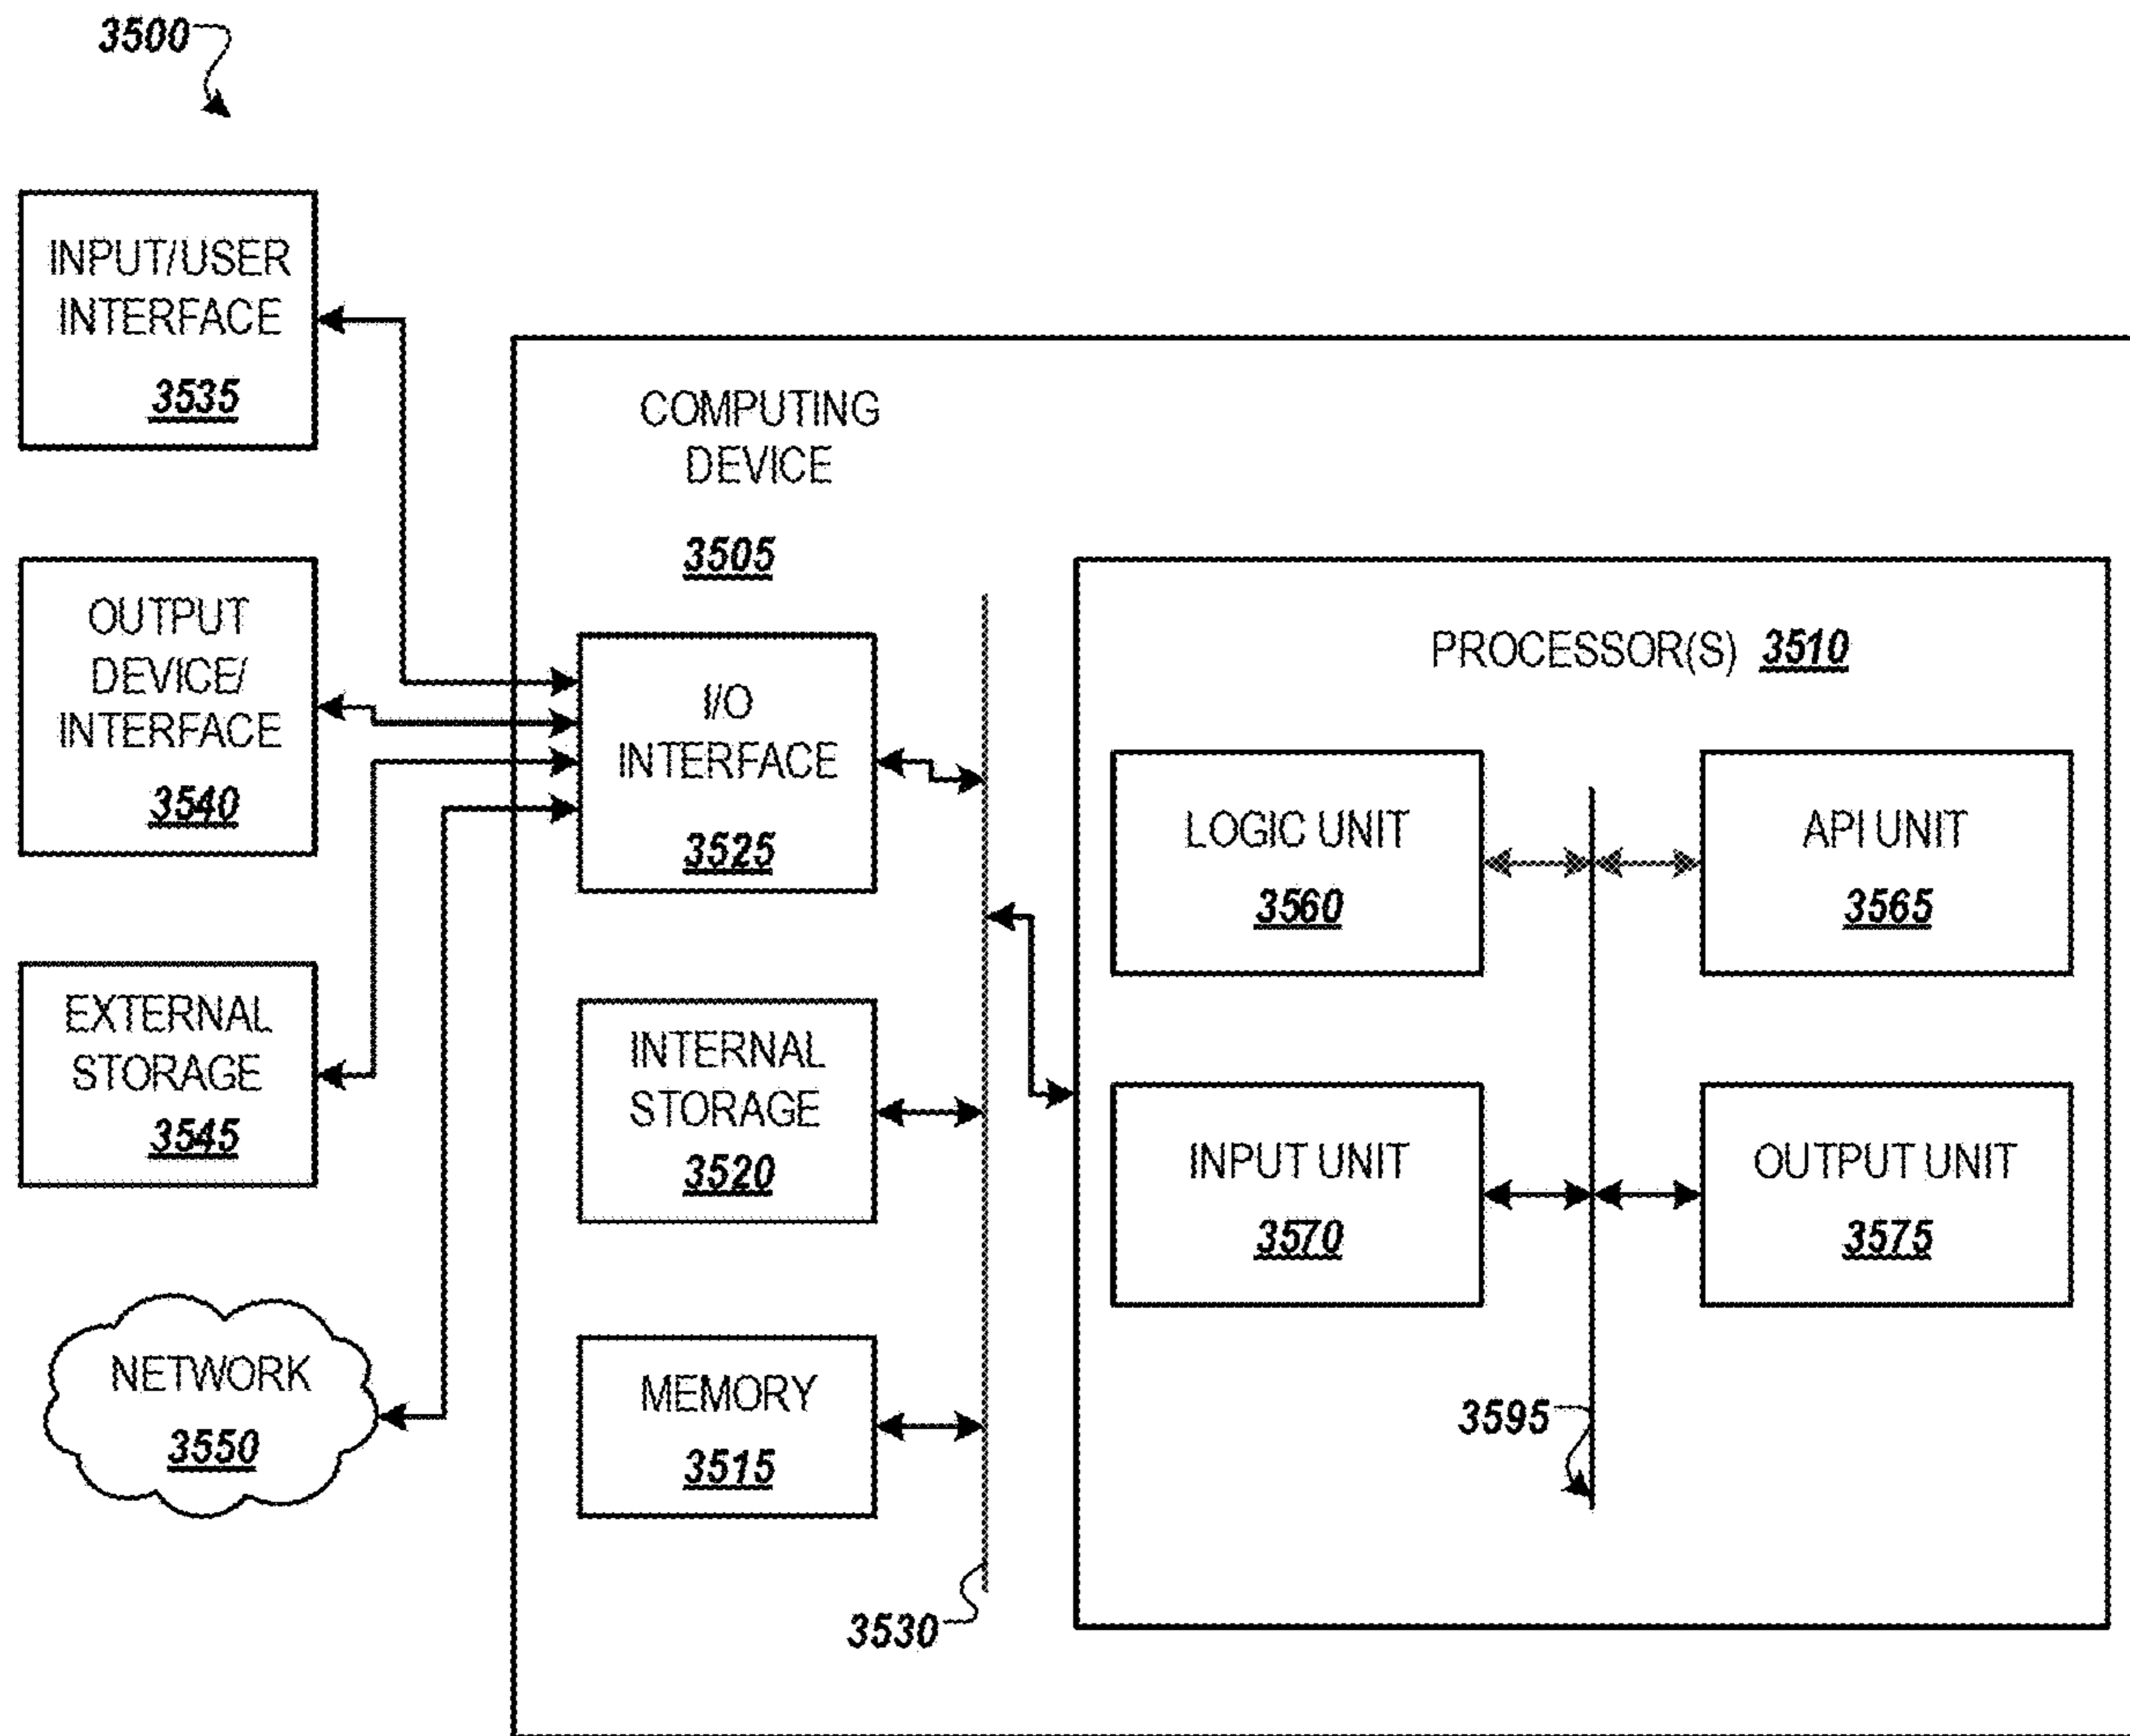 3500
INPUT/USER
INTERFACE
3535
OUTPUT
DEVICE/
INTERFACE
3540
EXTERNAL
STORAGE
3545
NETWORK
3550
COMPUTING
DEVICE
3505
I/O
INTERFACE
3525
INTERNAL
STORAGE
3520
MEMORY
3515
3530
PROCESSOR(S) 3510
LOGIC UNIT
3560
API UNIT
3565
INPUT UNIT
3570
OUTPUT UNIT
3575
3595